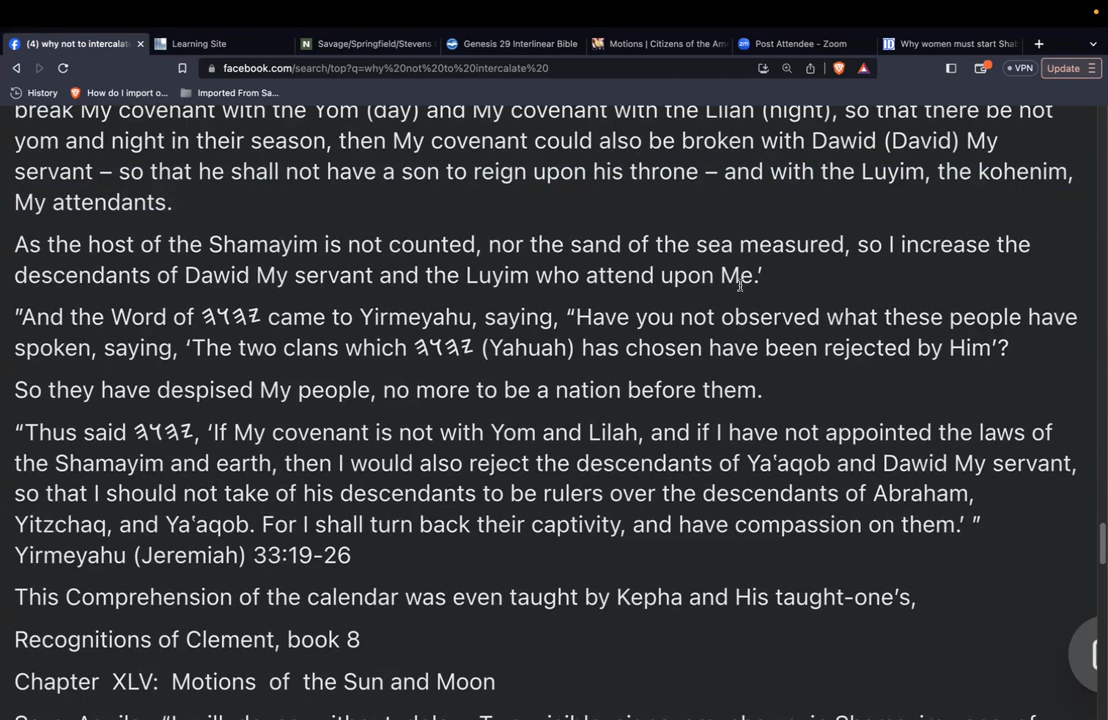 (4) why not to intercalat
Learning Site
Savage/Springfield/Stevens
Genesis 29 Interlinear Bible
Motions | Citizens of the Am
Post Attendee - Zoom
Why women must start Shab
facebook.com/search/top?q=why%20not%20to%20intercalate%20
VPN
Update
History
How do I import o...
Imported From Sa...
break My covenant with the Yom (day) and My covenant with the Lilah (night), so that there be not
yom and night in their season, then My covenant could also be broken with Dawid (David) My
servant – so that he shall not have a son to reign upon his throne – and with the Luyim, the kohenim,
My attendants.
As the host of the Shamayim is not counted, nor the sand of the sea measured, so I increase the
descendants of Dawid My servant and the Luyim who attend upon Me.’
”And the Word of 𐤉𐤄𐤅𐤄 came to Yirmeyahu, saying, “Have you not observed what these people have
spoken, saying, ‘The two clans which 𐤉𐤄𐤅𐤄 (Yahuah) has chosen have been rejected by Him’?
So they have despised My people, no more to be a nation before them.
“Thus said 𐤉𐤄𐤅𐤄, ‘If My covenant is not with Yom and Lilah, and if I have not appointed the laws of
the Shamayim and earth, then I would also reject the descendants of Ya‛aqob and Dawid My servant,
so that I should not take of his descendants to be rulers over the descendants of Abraham,
Yitzchaq, and Ya‛aqob. For I shall turn back their captivity, and have compassion on them.’ ”
Yirmeyahu (Jeremiah) 33:19-26
This Comprehension of the calendar was even taught by Kepha and His taught-one’s,
Recognitions of Clement, book 8
Chapter XLV: Motions of the Sun and Moon